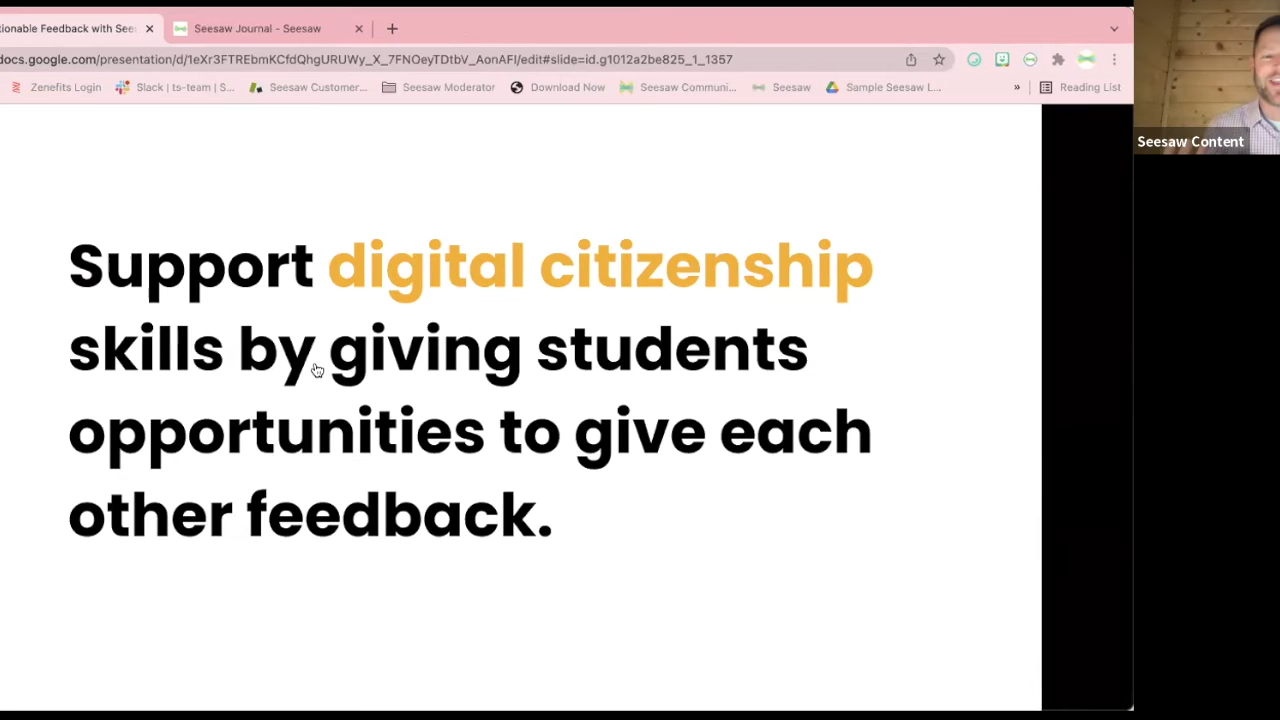 tionable Feedback with See
Seesaw Journal - Seesaw
docs.google.com/presentation/d/1eXr3FTREbmKCfdQhgURUWy_X_7FNOeyTDtbV_AonAFI/edit#slide=id.g1012a2be825_1_1357
Zenefits Login
Slack | ts-team | S...
Seesaw Customer...
Seesaw Moderator
Download Now
Seesaw Communi...
Seesaw
Sample Seesaw L...
»
Reading List
Seesaw Content
Support digital citizenship
skills by giving students
opportunities to give each
other feedback.